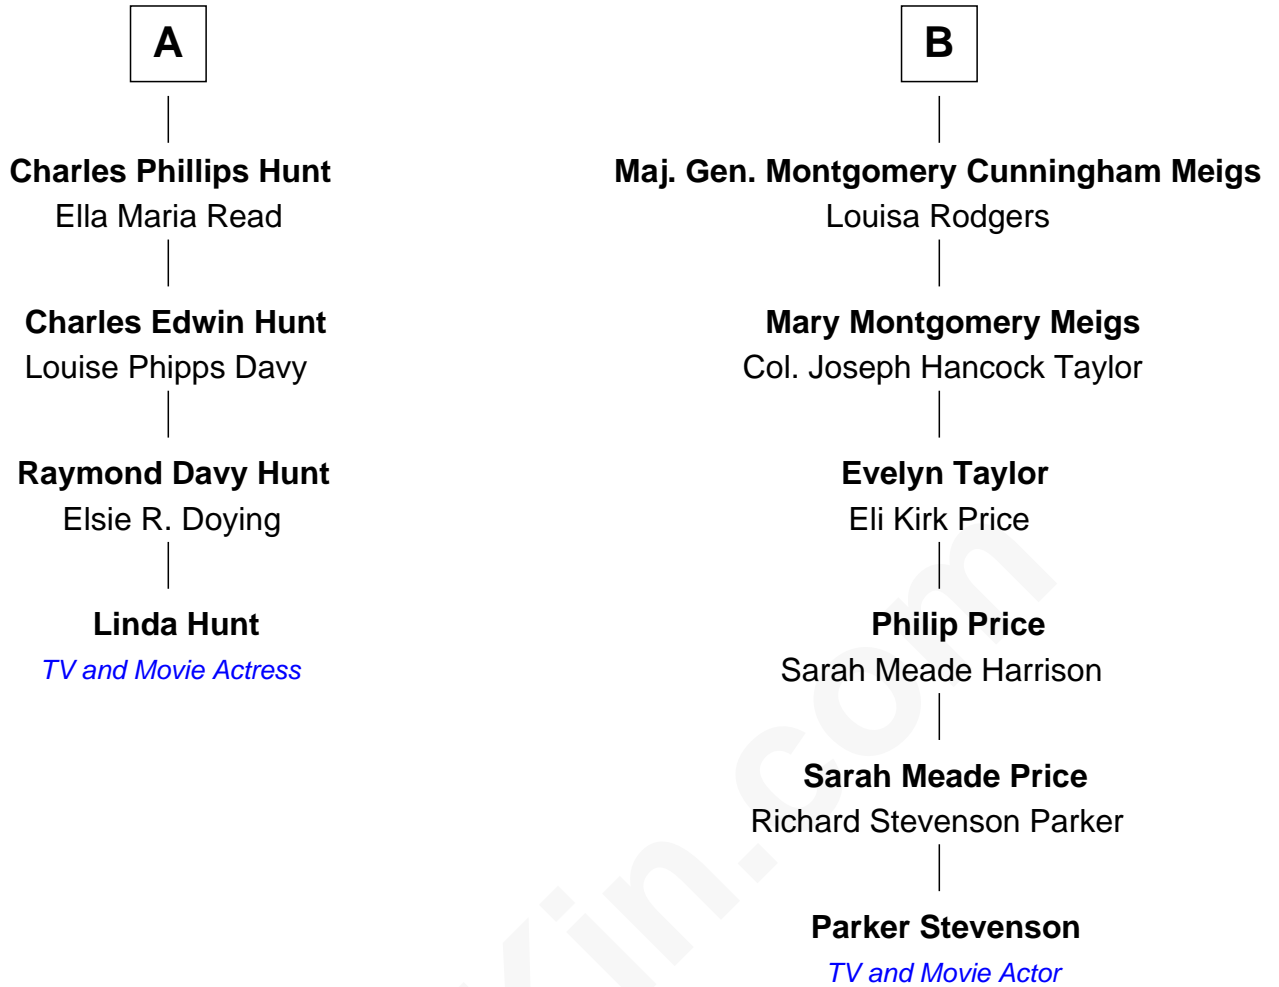 A
Charles Phillips Hunt
Ella Maria Read
Charles Edwin Hunt
Louise Phipps Davy
Raymond Davy Hunt
Elsie R. Doying
Linda Hunt
TV and Movie Actress
B
Maj. Gen. Montgomery Cunningham Meigs
Louisa Rodgers
Mary Montgomery Meigs
Col. Joseph Hancock Taylor
Evelyn Taylor
Eli Kirk Price
Philip Price
Sarah Meade Harrison
Sarah Meade Price
Richard Stevenson Parker
Parker Stevenson
TV and Movie Actor
Kin.com